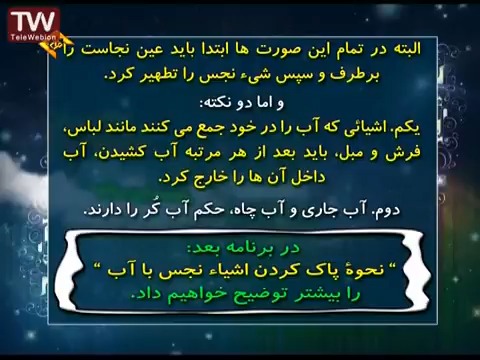 TW
TeleWebion
البته در تمام این صورت ها ابتدا باید عین نجاست را
برطرف و سپس شیء نجس را تطهیر کرد.
و اما دو نکته:
یکم. اشیائی که آب را در خود جمع می کنند مانند لباس،
فرش و مبل، باید بعد از هر مرتبه آب کشیدن، آب
داخل آن ها را خارج کرد.
دوم. آب جاری و آب چاه، حکم آب کُر را دارند.
در برنامه بعد:
“ نحوۀ پاک کردن اشیاء نجس با آب “
را بیشتر توضیح خواهیم داد.